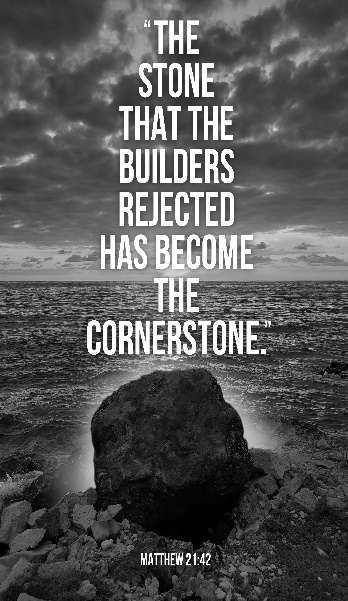 “THE
STONE
THAT THE
BUILDERS
REJECTED
HAS BECOME
THE
CORNERSTONE.”
MATTHEW 21:42